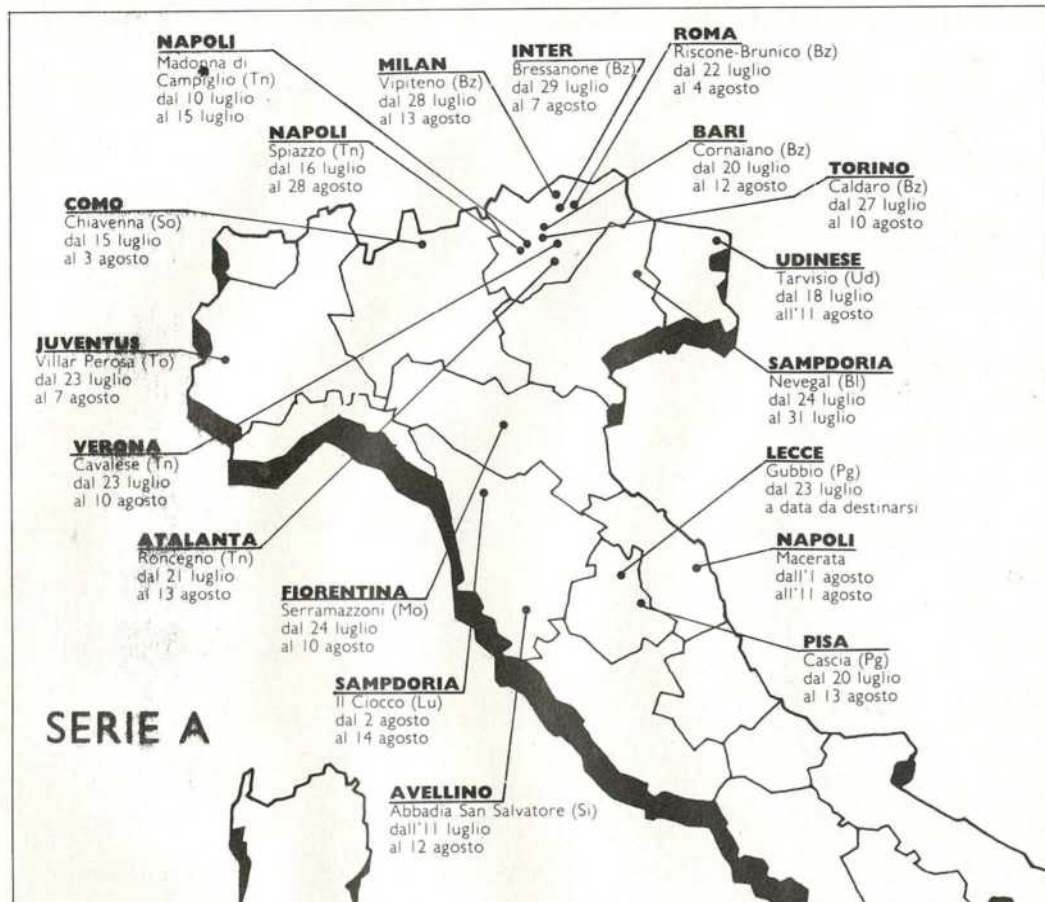 NAPOLI
Madonna di
Campiglio (Tn)
dal 10 luglio
al 15 luglio
MILAN
Vipiteno (Bz)
dal 28 luglio
al 13 agosto
INTER
Bressanone (Bz)
dal 29 luglio
al 7 agosto
ROMA
Riscone-Brunico (Bz)
dal 22 luglio
al 4 agosto
NAPOLI
Spiazzo (Tn)
dal 16 luglio
al 28 agosto
BARI
Cornaiano (Bz)
dal 20 luglio
al 12 agosto
TORINO
Caldaro (Bz)
dal 27 luglio
al 10 agosto
COMO
Chiavenna (So)
dal 15 luglio
al 3 agosto
UDINESE
Tarvisio (Ud)
dal 18 luglio
all'11 agosto
JUVENTUS
Villar Perosa (To)
dal 23 luglio
al 7 agosto
SAMPDORIA
Nevegal (Bl)
dal 24 luglio
al 31 luglio
VERONA
Cavalese (Tn)
dal 23 luglio
al 10 agosto
LECCE
Gubbio (Pg)
dal 23 luglio
a data da destinarsi
ATALANTA
Roncegno (Tn)
dal 21 luglio
al 13 agosto
NAPOLI
Macerata
dall'1 agosto
all'11 agosto
FIORENTINA
Serramazzoni (Mo)
dal 24 luglio
al 10 agosto
PISA
Cascia (Pg)
dal 20 luglio
al 13 agosto
SAMPDORIA
Il Ciocco (Lu)
dal 2 agosto
al 14 agosto
SERIE A
AVELLINO
Abbadia San Salvatore (Si)
dall'11 luglio
al 12 agosto